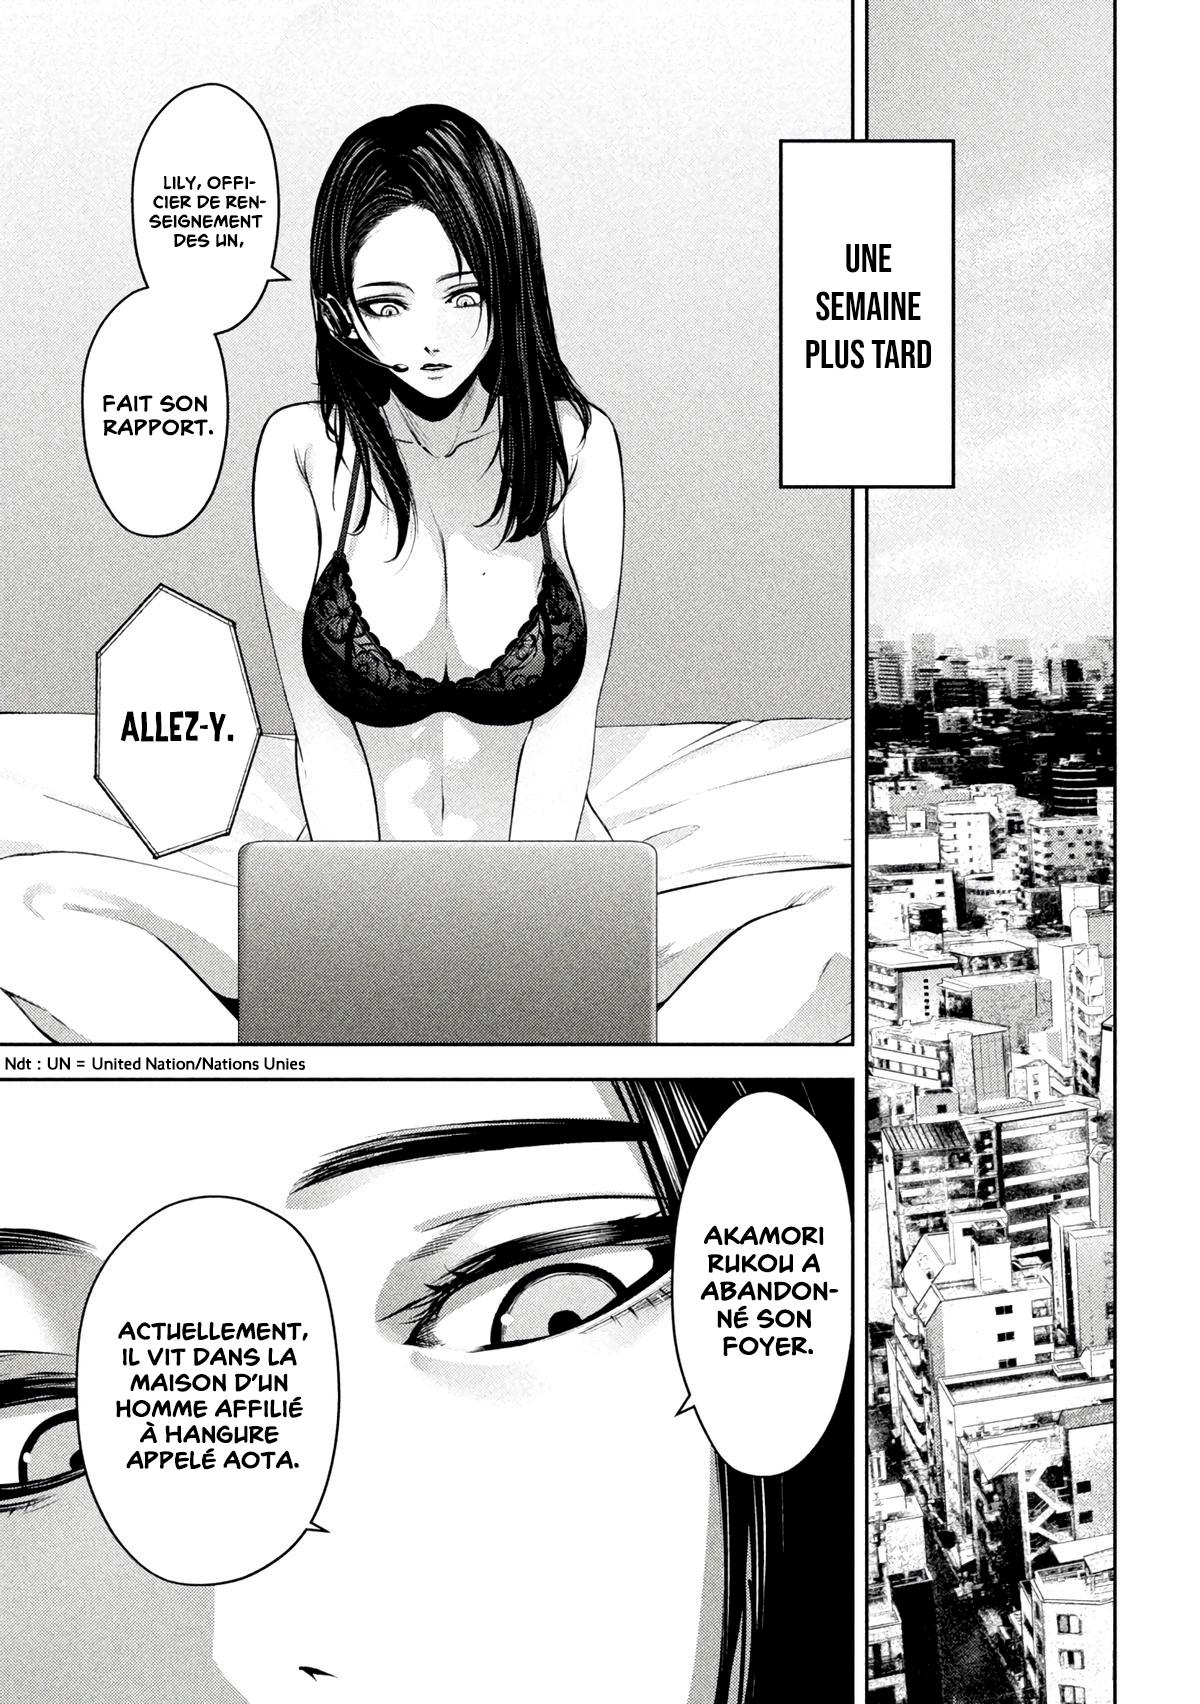 UNE
SEMAINE
PLUS TARD
LILY, OFFI-
CIER DE REN-
SEIGNEMENT
DES UN,
FAIT SON
RAPPORT.
ALLEZ-Y.
Ndt : UN = United Nation/Nations Unies
AKAMORI
RUKOU A
ABANDON-
NÉ SON
FOYER.
ACTUELLEMENT,
IL VIT DANS LA
MAISON D'UN
HOMME AFFILIÉ
À HANGURE
APPELÉ AOTA.